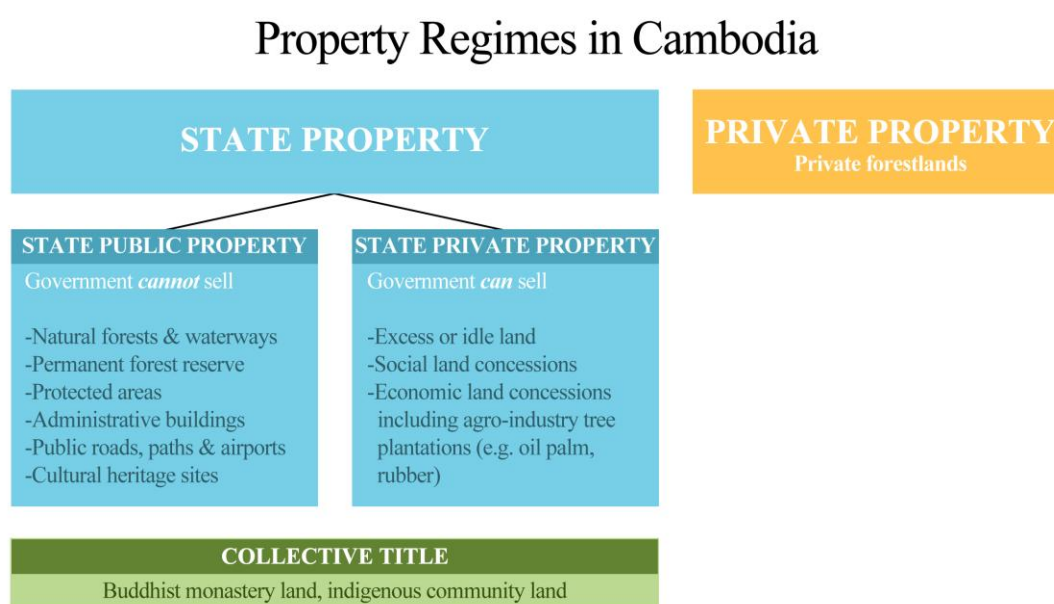 Property Regimes in Cambodia
STATE PROPERTY
PRIVATE PROPERTY
Private forestlands
STATE PUBLIC PROPERTY
Government cannot sell
-Natural forests & waterways
-Permanent forest reserve
-Protected areas
-Administrative buildings
-Public roads, paths & airports
-Cultural heritage sites
STATE PRIVATE PROPERTY
Government can sell
-Excess or idle land
-Social land concessions
-Economic land concessions
including agro-industry tree
plantations (e.g. oil palm,
rubber)
COLLECTIVE TITLE
Buddhist monastery land, indigenous community land